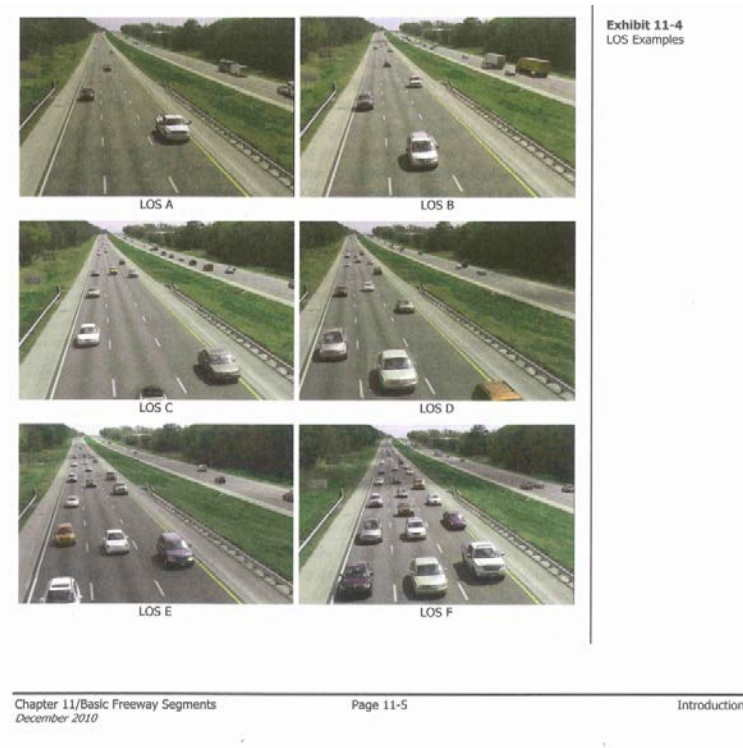 Exhibit 11-4
LOS Examples
LOS A
LOS B
LOS C
LOS D
LOS E
LOS F
Chapter 11/Basic Freeway Segments
Page 11-5
Introduction
December 2010